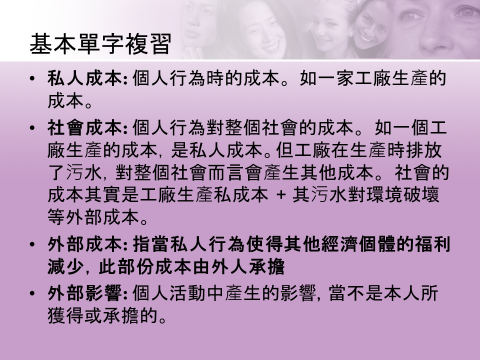 基本單字複習
• 私人成本: 個人行為時的成本。如一家工廠生產的
成本。
• 社會成本: 個人行為對整個社會的成本。 如一個工
廠生產的成本, 是私人成本。但工廠在生產時排放
了污水, 對整個社會而言會產生其他成本。 社會的
成本其實是工廠生產私成本 + 其污水對環境破壞
等外部成本。
• 外部成本: 指當私人行為使得其他經濟個體的福利
減少, 此部份成本由外人承擔
• 外部影響: 個人活動中產生的影響, 當不是本人所
獲得或承擔的。